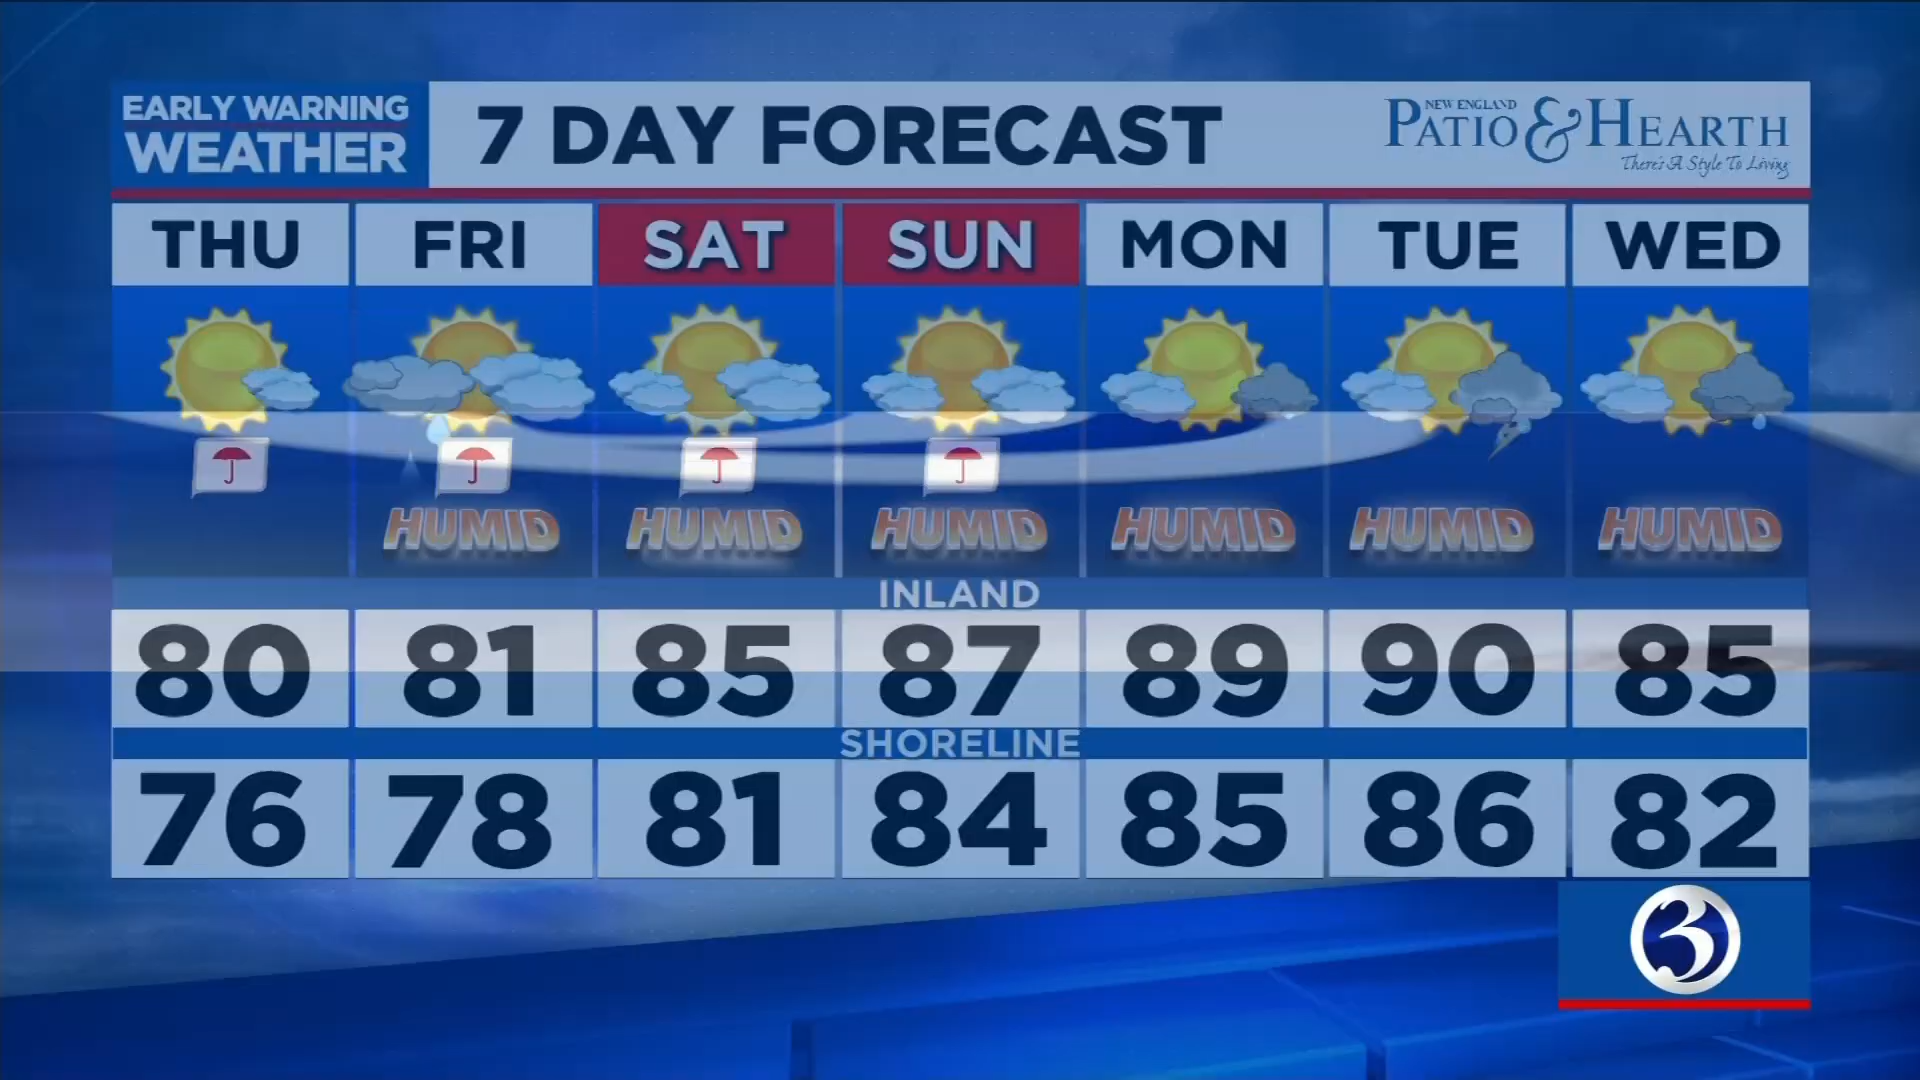 EARLY WARNING
WEATHER
7 DAY FORECAST
NEW ENGLAND
PATIO & HEARTH
There's A Style To Living
THU FRI SAT SUN MON TUE WED
HUMID HUMID HUMID HUMID HUMID HUMID
INLAND
80 81 85 87 89 90 85
SHORELINE
76 78 81 84 85 86 82
3